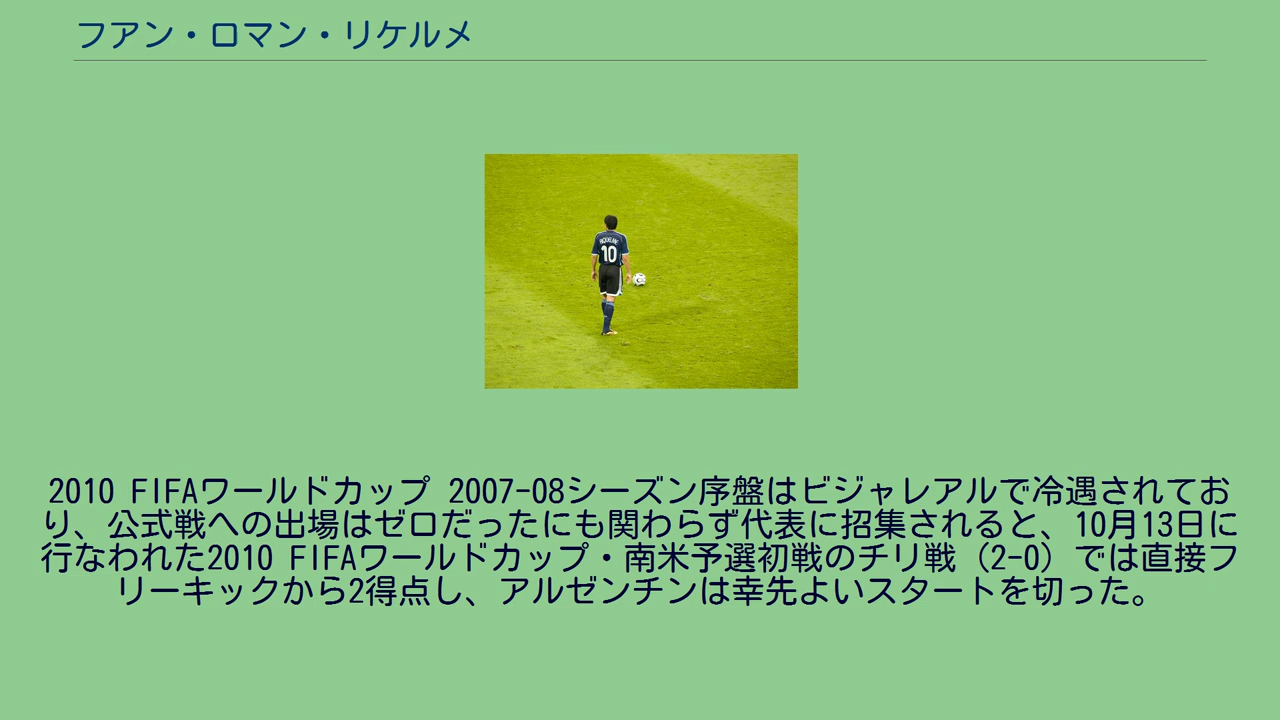 フアン・ロマン・リケルメ
10
2010 FIFAワールドカップ 2007-08シーズン序盤はビジャレアルで冷遇されてお
り、公式戦への出場はゼロだったにも関わらず代表に招集されると、10月13日に
行なわれた2010 FIFAワールドカップ・南米予選初戦のチリ戦（2-0）では直接フ
リーキックから2得点し、アルゼンチンは幸先よいスタートを切った。